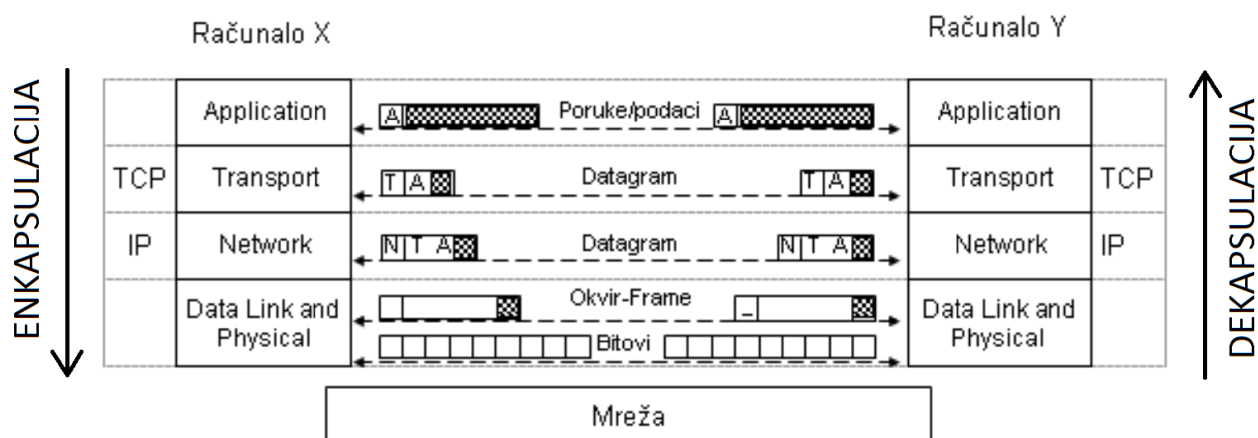 Računalo X
Računalo Y
ENKAPSULACIJA
DEKAPSULACIJA
Application
A
Poruke/podaci
A
Application
TCP
Transport
T A
Datagram
T A
Transport
TCP
IP
Network
N T A
Datagram
N T A
Network
IP
Data Link and
Physical
Okvir-Frame
Bitovi
Data Link and
Physical
Mreža